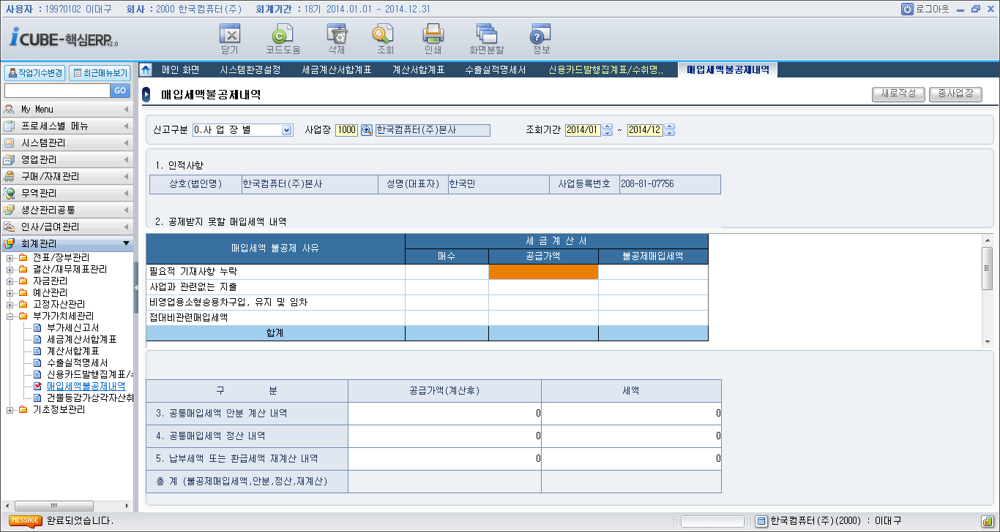 사용자 : 19970102 이대구 회사 : 2000 한국컴퓨터(주) 회계기간 : 18기 2014.01.01 ~ 2014.12.31 로그아웃
iCUBE-핵심ERP v2.0
닫기 코드도움 삭제 조회 인쇄 화면분할 정보
작업기수변경 최근메뉴보기
메인 화면 시스템환경설정 세금계산서합계표 계산서합계표 수출실적명세서 신용카드발행집계표/수취명.. 매입세액불공제내역
GO
매입세액불공제내역 새로작성 종사업장
My Menu
프로세스별 메뉴
시스템관리
영업관리
구매/자재관리
무역관리
생산관리공통
인사/급여관리
회계관리
전표/장부관리
결산/재무제표관리
자금관리
예산관리
고정자산관리
부가가치세관리
부가세신고서
세금계산서합계표
계산서합계표
수출실적명세서
신용카드발행집계표/
매입세액불공제내역
건물등감가상각자산취
기초정보관리
신고구분 0.사 업 장 별 사업장 1000 한국컴퓨터(주)본사 조회기간 2014/01 ~ 2014/12
1. 인적사항
상호(법인명) 한국컴퓨터(주)본사 성명(대표자) 한국민 사업등록번호 208-81-07756
2. 공제받지 못할 매입세액 내역
매입세액 불공제 사유 세 금 계 산 서
매수 공급가액 불공제매입세액
필요적 기재사항 누락
사업과 관련없는 지출
비영업용소형승용차구입, 유지 및 임차
접대비관련매입세액
합계
구 분 공급가액(계산후) 세액
3. 공통매입세액 안분 계산 내역 0 0
4. 공통매입세액 정산 내역 0 0
5. 납부세액 또는 환급세액 재계산 내역 0 0
총 계 (불공제매입세액,안분,정산,재계산)
MESSAGE 완료되었습니다. 한국컴퓨터(주)(2000) : 이대구